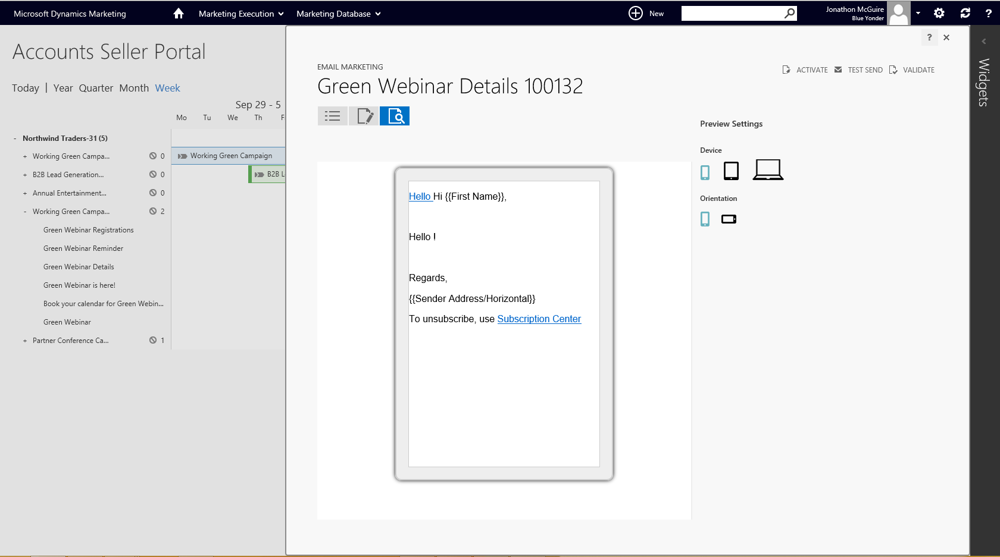 Microsoft Dynamics Marketing
Marketing Execution
Marketing Database
New
Jonathon McGuire
Blue Yonder
?
Accounts Seller Portal
Today | Year Quarter Month Week
Sep 29 - 5
Mo Tu We Th F
- Northwind Traders-31 (5)
+ Working Green Campa... 0
+ B2B Lead Generation... 0
+ Annual Entertainment... 0
- Working Green Campa... 2
Green Webinar Registrations
Green Webinar Reminder
Green Webinar Details
Green Webinar is here!
Book your calendar for Green Webin...
Green Webinar
+ Partner Conference Ca... 1
Working Green Campaign
B2B L
?
EMAIL MARKETING
Green Webinar Details 100132
ACTIVATE TEST SEND VALIDATE
Hello Hi {{First Name}},
Hello !
Regards,
{{Sender Address/Horizontal}}
To unsubscribe, use Subscription Center
Preview Settings
Device
Orientation
Widgets